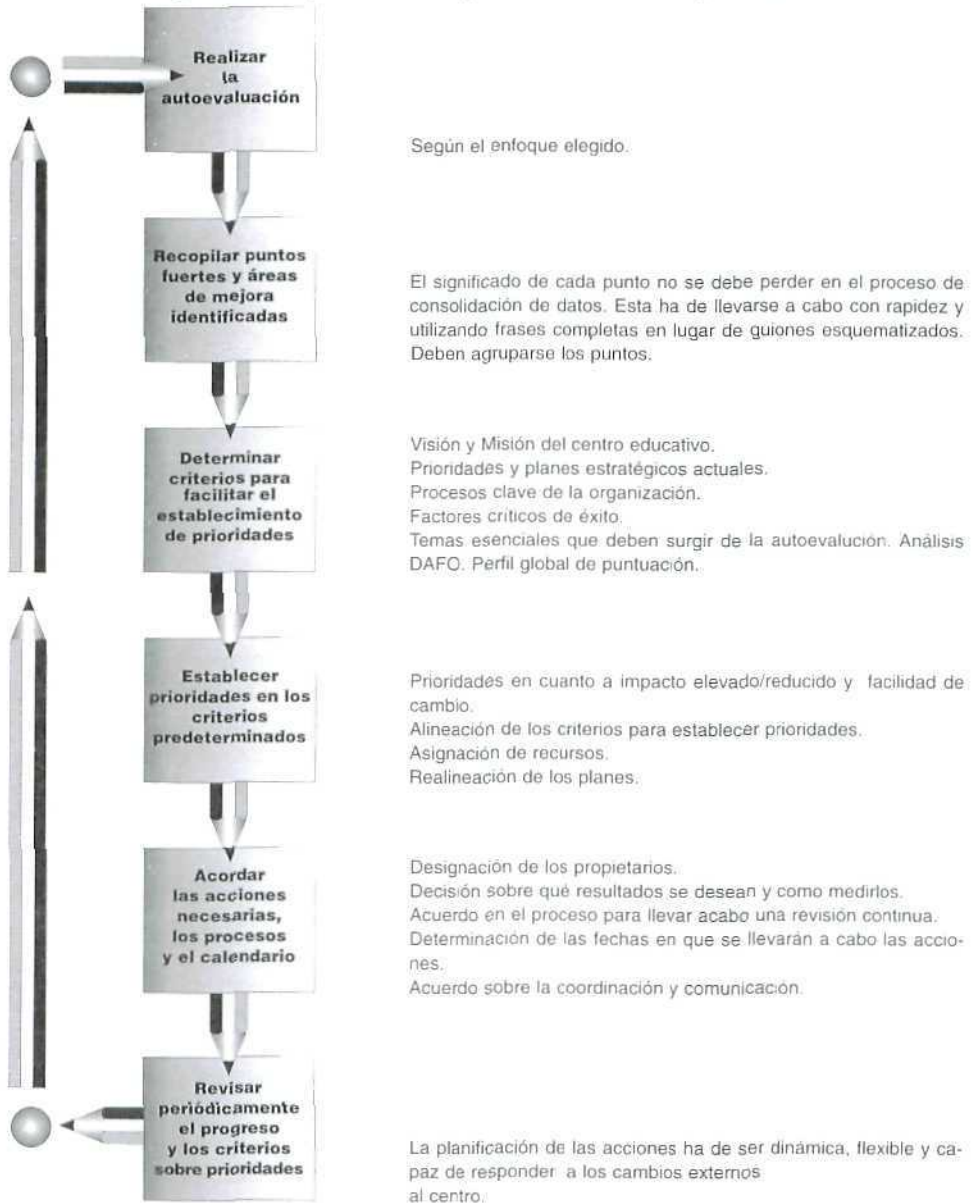 Realizar
la
autoevaluación
Según el enfoque elegido.
Recopilar puntos
fuertes y áreas
de mejora
identificadas
El significado de cada punto no se debe perder en el proceso de
consolidación de datos. Esta ha de llevarse a cabo con rapidez y
utilizando frases completas en lugar de guiones esquematizados.
Deben agruparse los puntos.
Determinar
criterios para
facilitar el
establecimiento
de prioridades
Visión y Misión del centro educativo.
Prioridades y planes estratégicos actuales.
Procesos clave de la organización.
Factores críticos de éxito.
Temas esenciales que deben surgir de la autoevalución. Análisis
DAFO. Perfil global de puntuación.
Establecer
prioridades en los
criterios
predeterminados
Prioridades en cuanto a impacto elevado/reducido y facilidad de
cambio.
Alineación de los criterios para establecer prioridades.
Asignación de recursos.
Realineación de los planes.
Acordar
las acciones
necesarias,
los procesos
y el calendario
Designación de los propietarios.
Decisión sobre qué resultados se desean y como medirlos.
Acuerdo en el proceso para llevar acabo una revisión continua.
Determinación de las fechas en que se llevarán a cabo las accio-
nes.
Acuerdo sobre la coordinación y comunicación.
Revisar
periódicamente
el progreso
y los criterios
sobre prioridades
La planificación de las acciones ha de ser dinámica, flexible y ca-
paz de responder a los cambios externos
al centro.